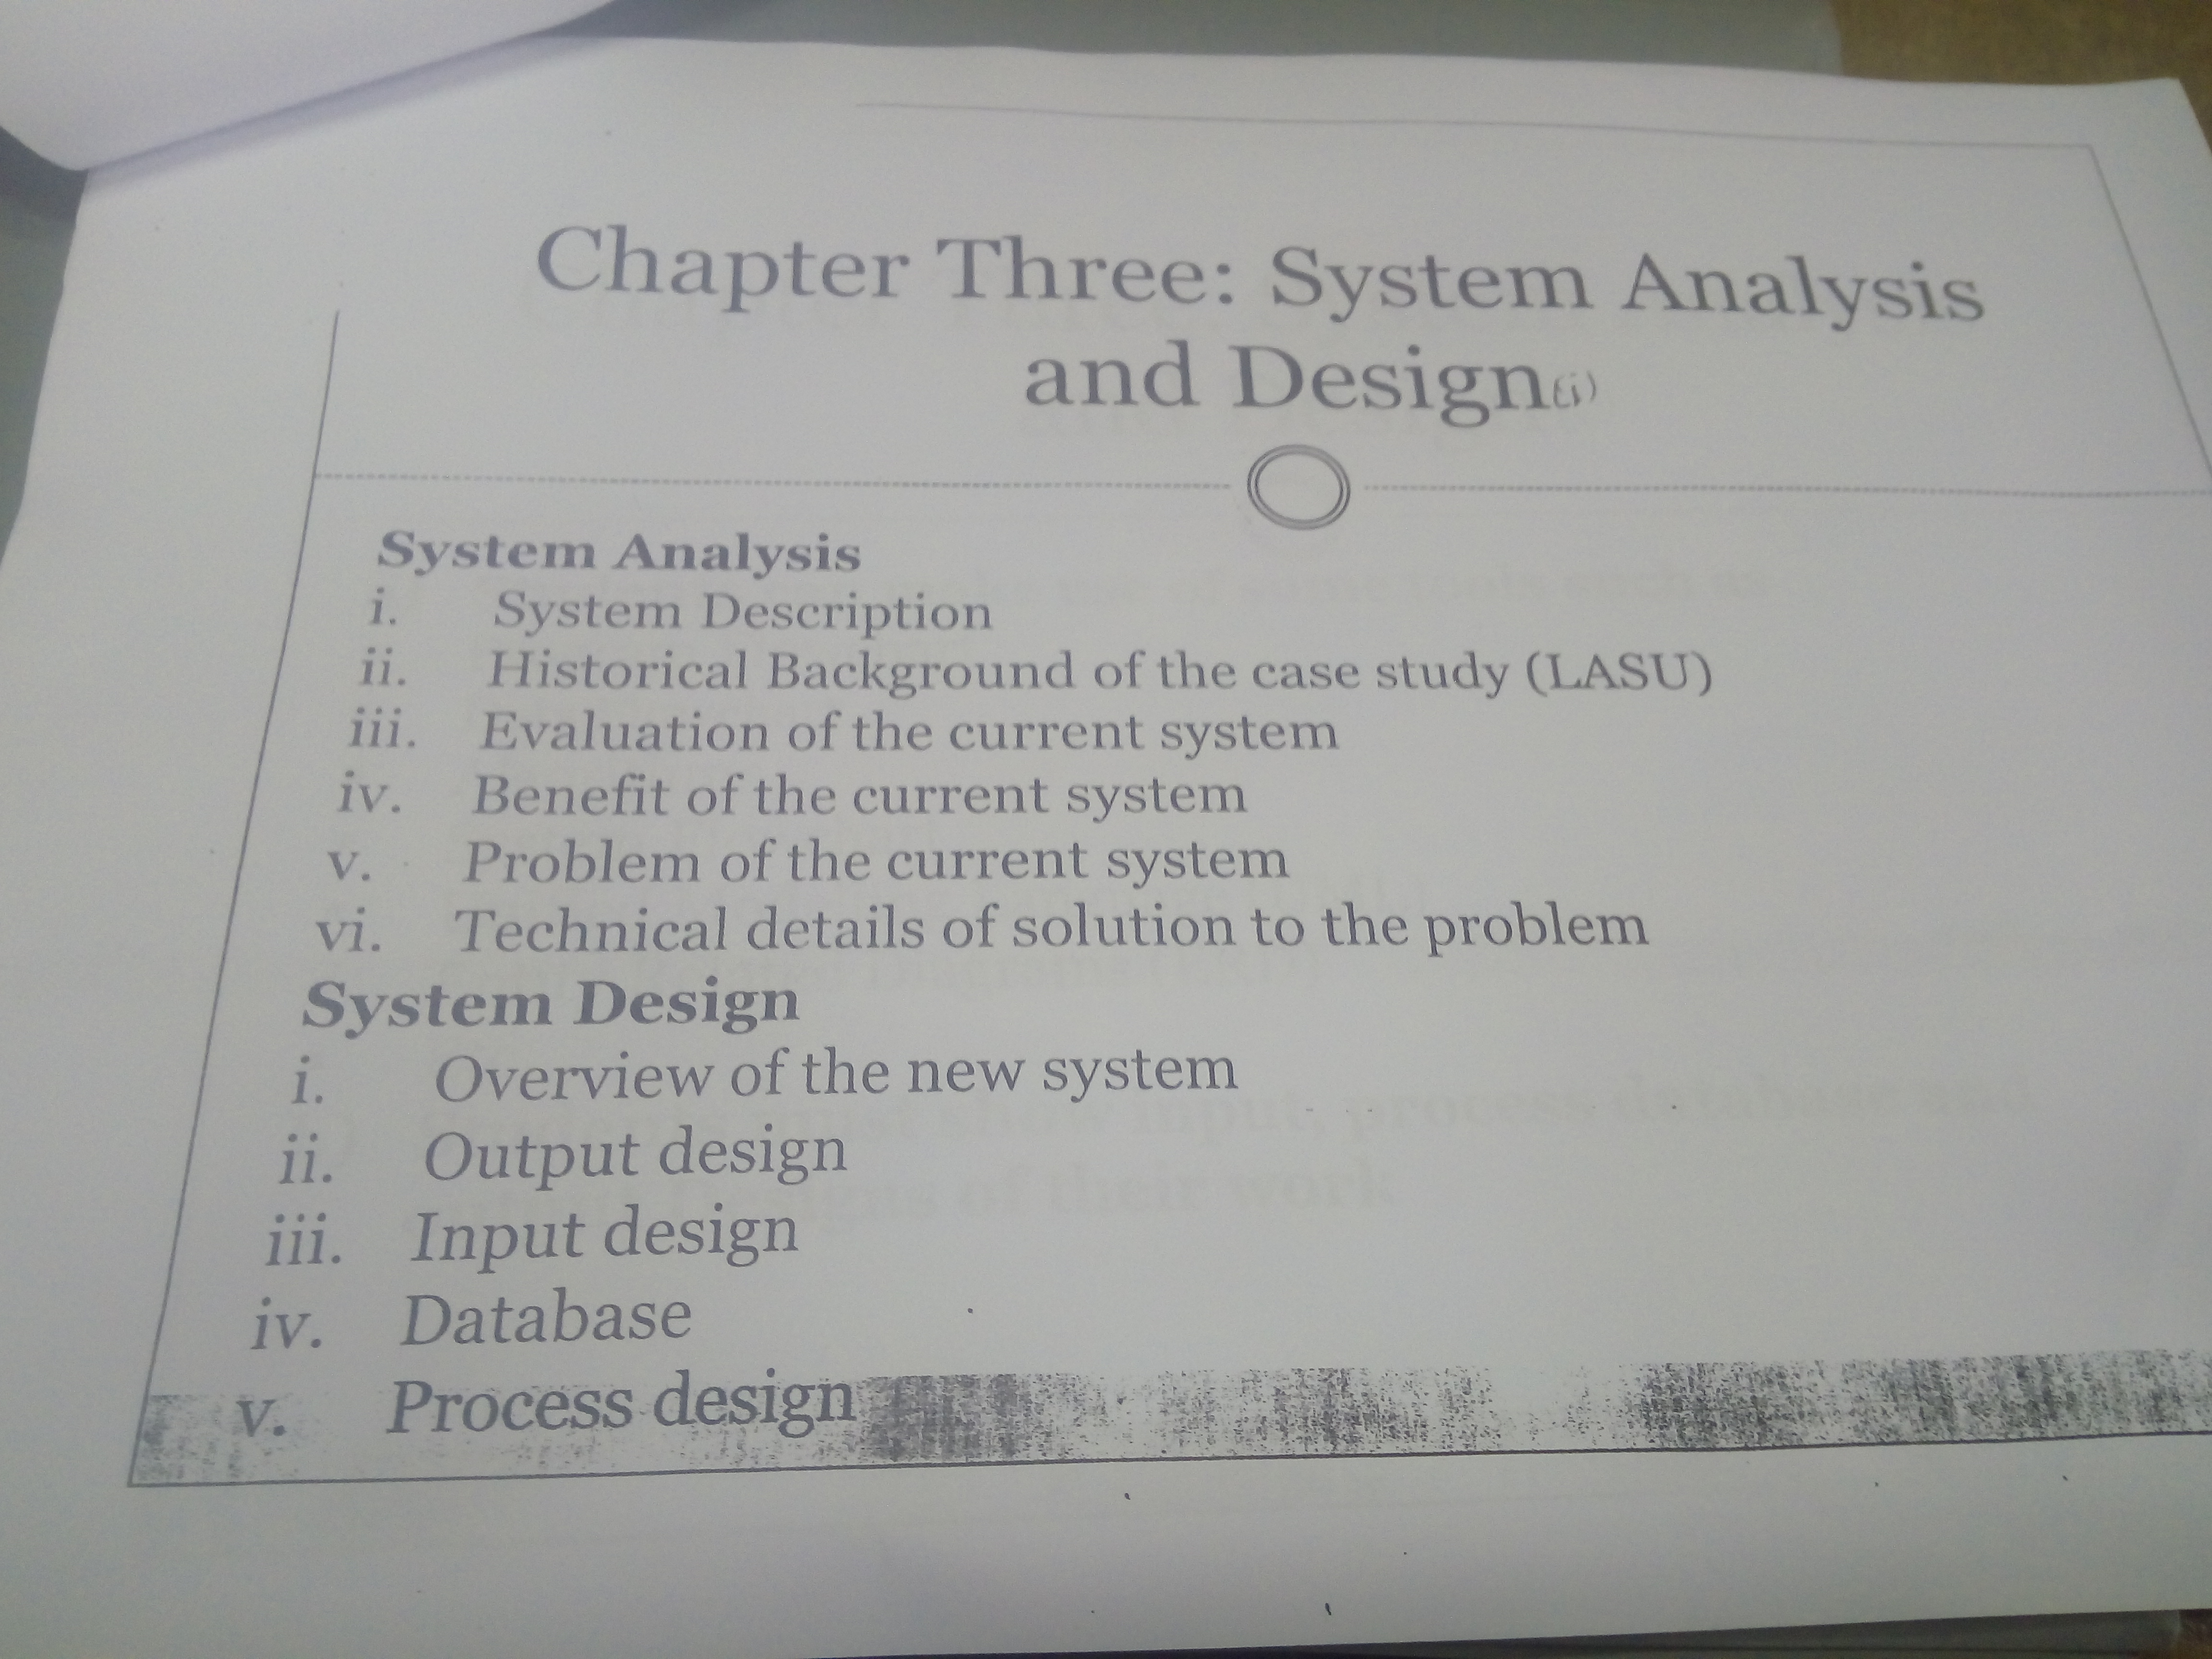 Chapter Three: System Analysis
and Design(i)
System Analysis
i. System Description
ii. Historical Background of the case study (LASU)
iii. Evaluation of the current system
iv. Benefit of the current system
v. Problem of the current system
vi. Technical details of solution to the problem
System Design
i. Overview of the new system
ii. Output design
iii. Input design
iv. Database
v. Process design